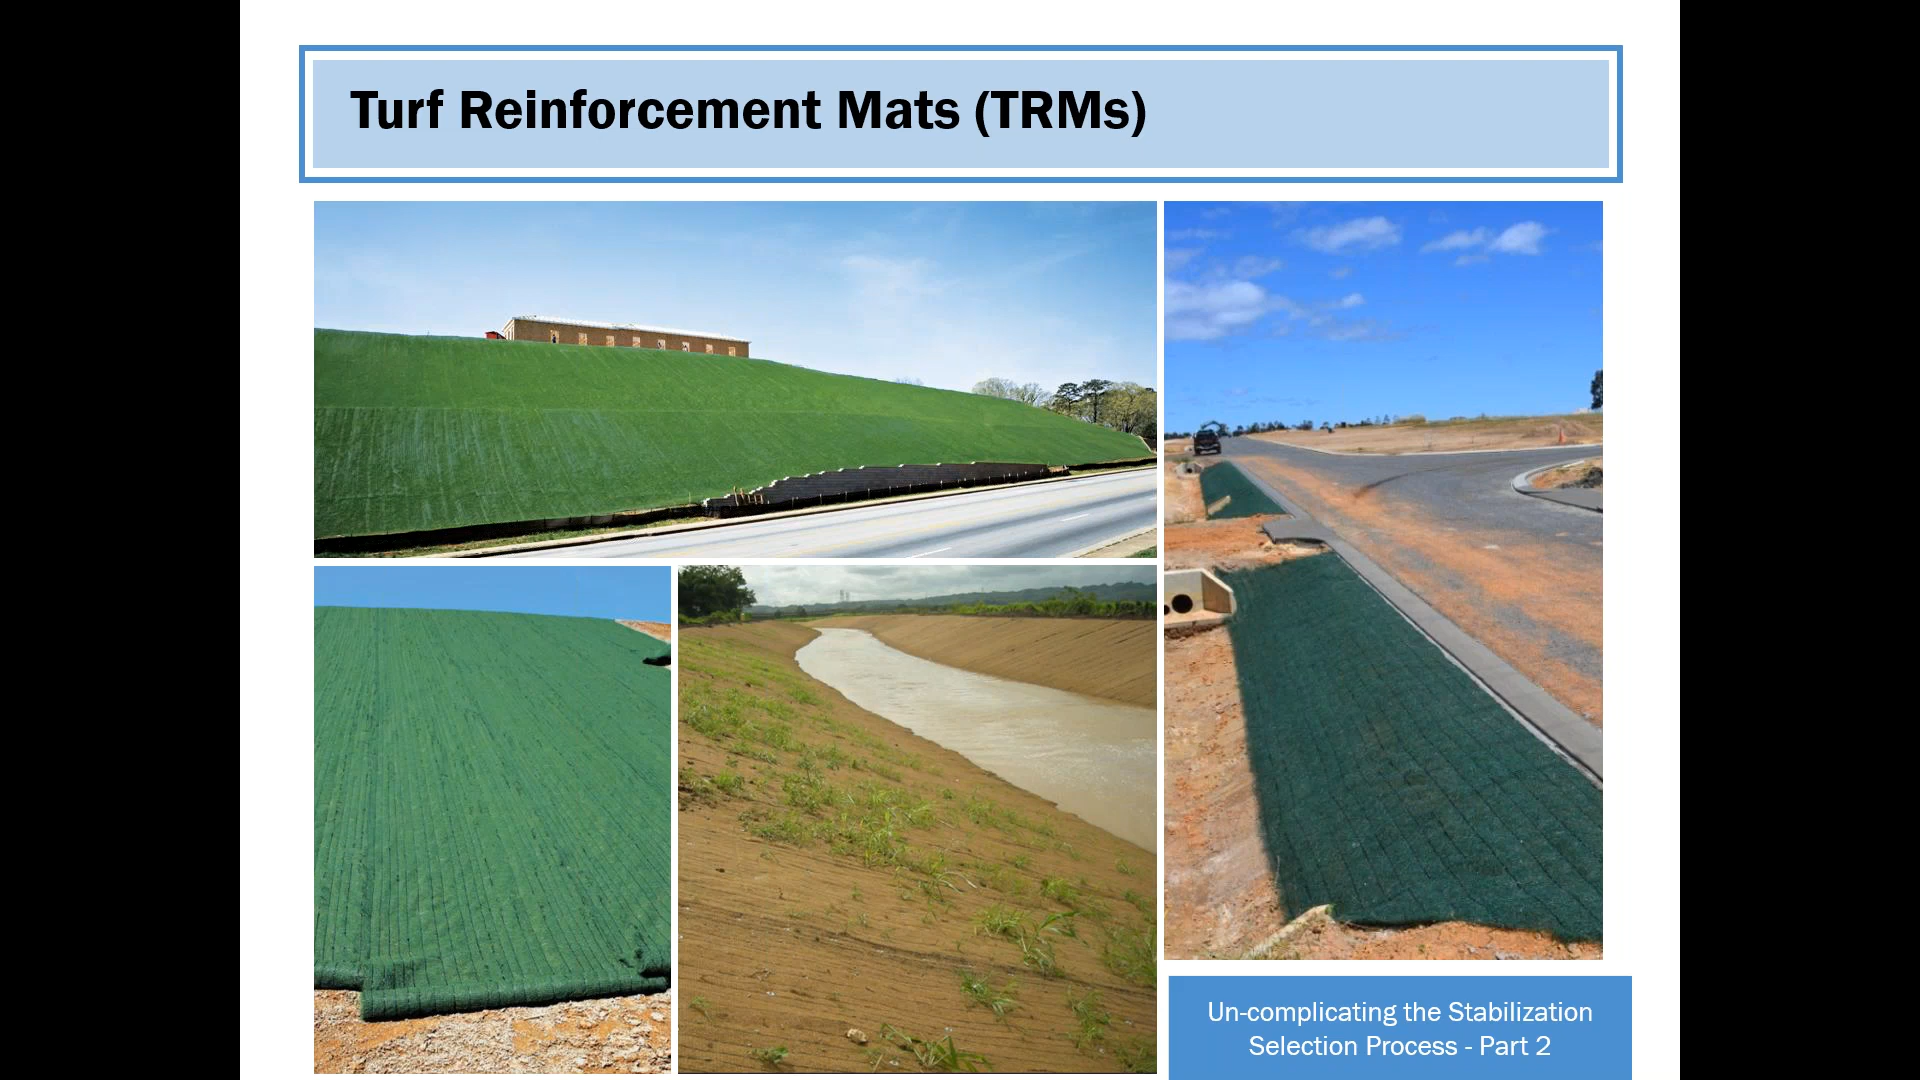 Turf Reinforcement Mats (TRMs)
Un-complicating the Stabilization
Selection Process - Part 2